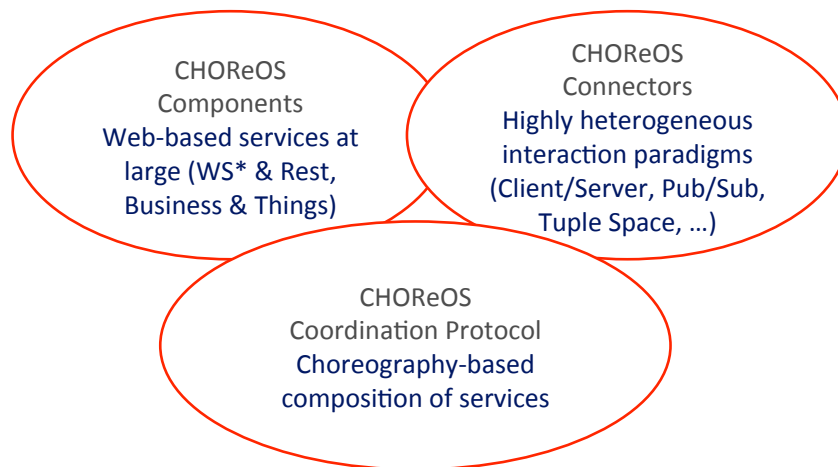 CHOReOS
Components
Web-based services at
large (WS* & Rest,
Business & Things)
CHOReOS
Connectors
Highly heterogeneous
interaction paradigms
(Client/Server, Pub/Sub,
Tuple Space, …)
CHOReOS
Coordination Protocol
Choreography-based
composition of services